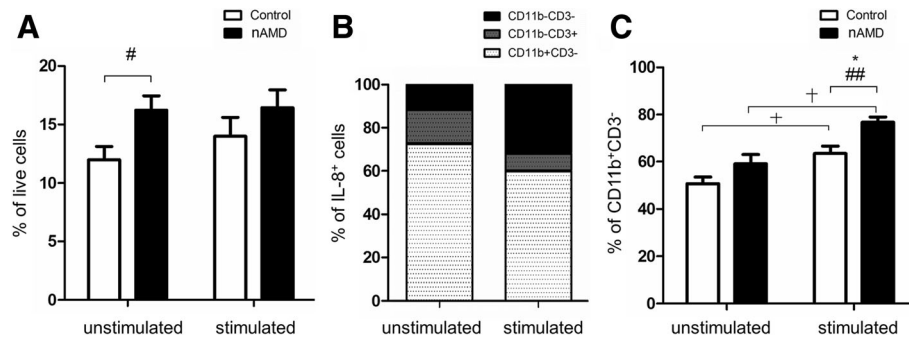 A
Control
nAMD
#
20
15
10
5
0
% of live cells
unstimulated
stimulated
B
CD11b-CD3-
CD11b-CD3+
CD11b+CD3-
100
80
60
40
20
0
% of IL-8⁺ cells
unstimulated
stimulated
C
Control
nAMD
*
##
+
+
100
80
60
40
20
0
% of CD11b⁺CD3⁻
unstimulated
stimulated